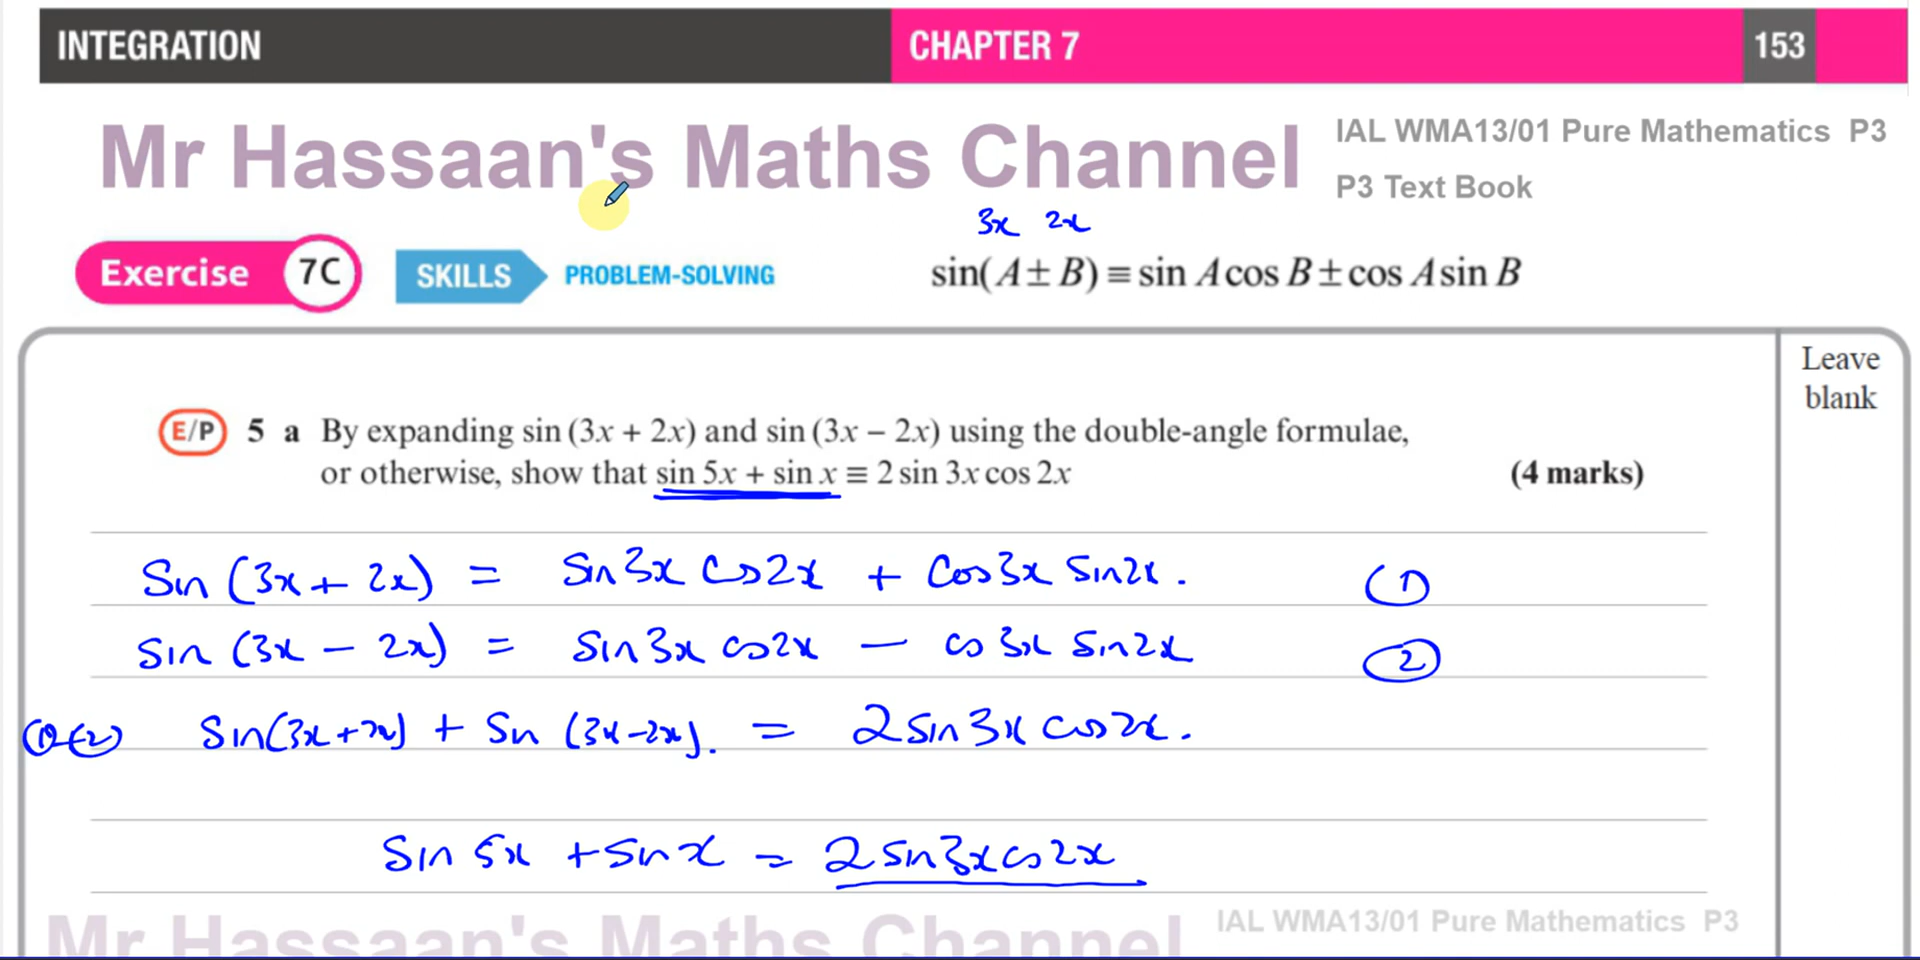 INTEGRATION CHAPTER 7 153
Mr Hassaan's Maths Channel
IAL WMA13/01 Pure Mathematics P3
P3 Text Book
3x 2x
Exercise 7C SKILLS PROBLEM-SOLVING
sin(A ± B) ≡ sin A cos B ± cos A sin B
Leave
blank
E/P 5 a By expanding sin (3x + 2x) and sin (3x − 2x) using the double-angle formulae,
or otherwise, show that sin 5x + sin x ≡ 2 sin 3x cos 2x (4 marks)
Sin (3x + 2x) = Sin3x Cos2x + Cos3x Sin2x. (1)
Sin (3x − 2x) = Sin3x cos2x − cos3x Sin2x (2)
(1)+(2) Sin(3x+2x) + Sin (3x−2x). = 2 sin3x cos2x.
Sin 5x + sin x = 2 sin3x cos2x
Mr Hassaan's Maths Channel
IAL WMA13/01 Pure Mathematics P3